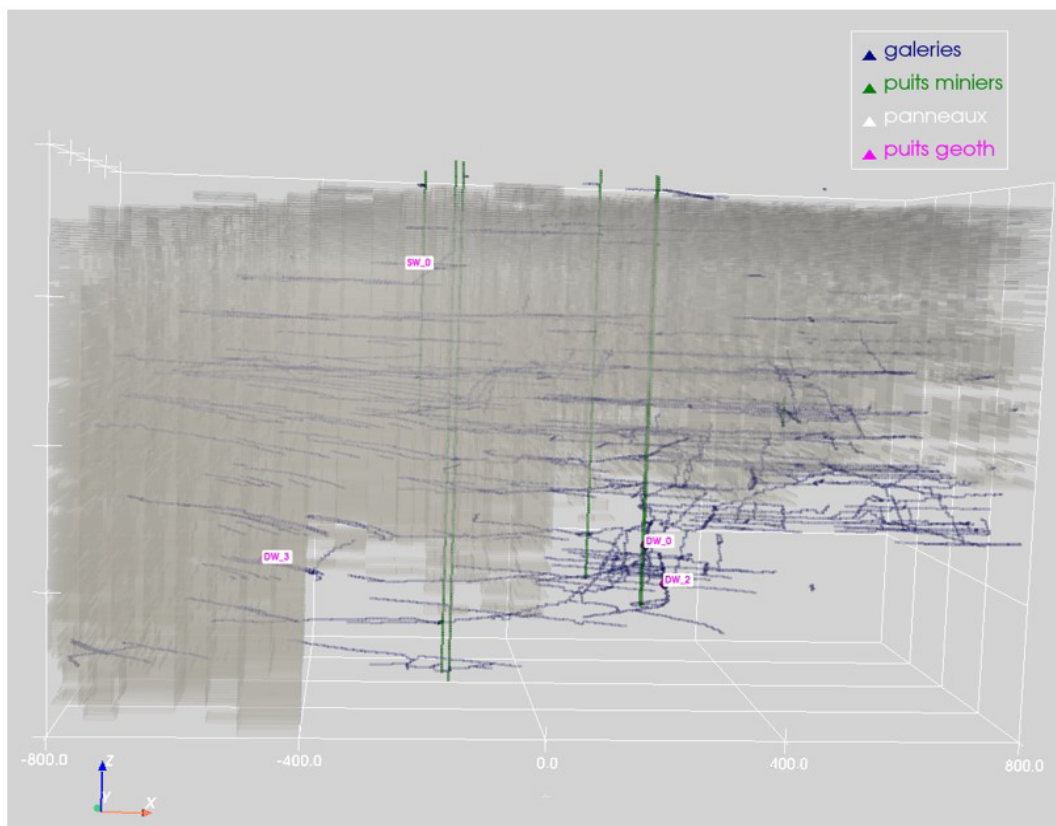 galeries
puits miniers
panneaux
puits geoth
SW_0
DW_0
DW_3
DW_2
-800.0
-400.0
0.0
400.0
800.0
Z
Y
X